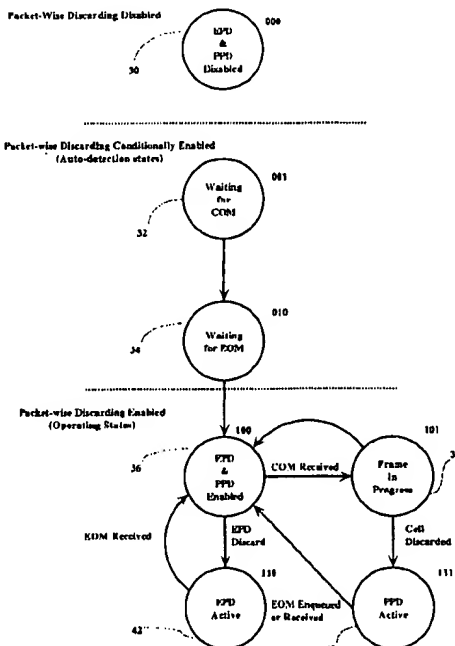 Packet-Wise Discarding Disabled
000
EPD
&
PPD
Disabled
30
Packet-wise Discarding Conditionally Enabled
(Auto-detection states)
001
Waiting
for
COM
32
010
Waiting
for EOM
34
Packet-wise Discarding Enabled
(Operating States)
100
101
36
EPD
&
PPD
Enabled
COM Received
Frame
In
Progress
3
EOM Received
EPD
Discard
Cell
Discarded
110
111
EPD
Active
EOM Enqueued
or Received
PPD
Active
42